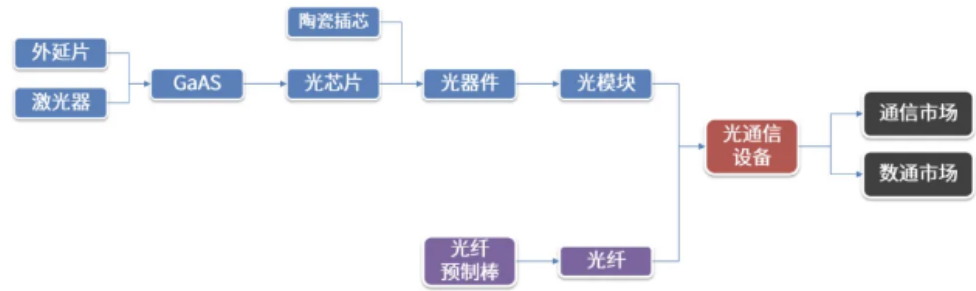 陶瓷插芯
外延片
激光器
GaAS
光芯片
光器件
光模块
光通信
设备
通信市场
数通市场
光纤
预制棒
光纤